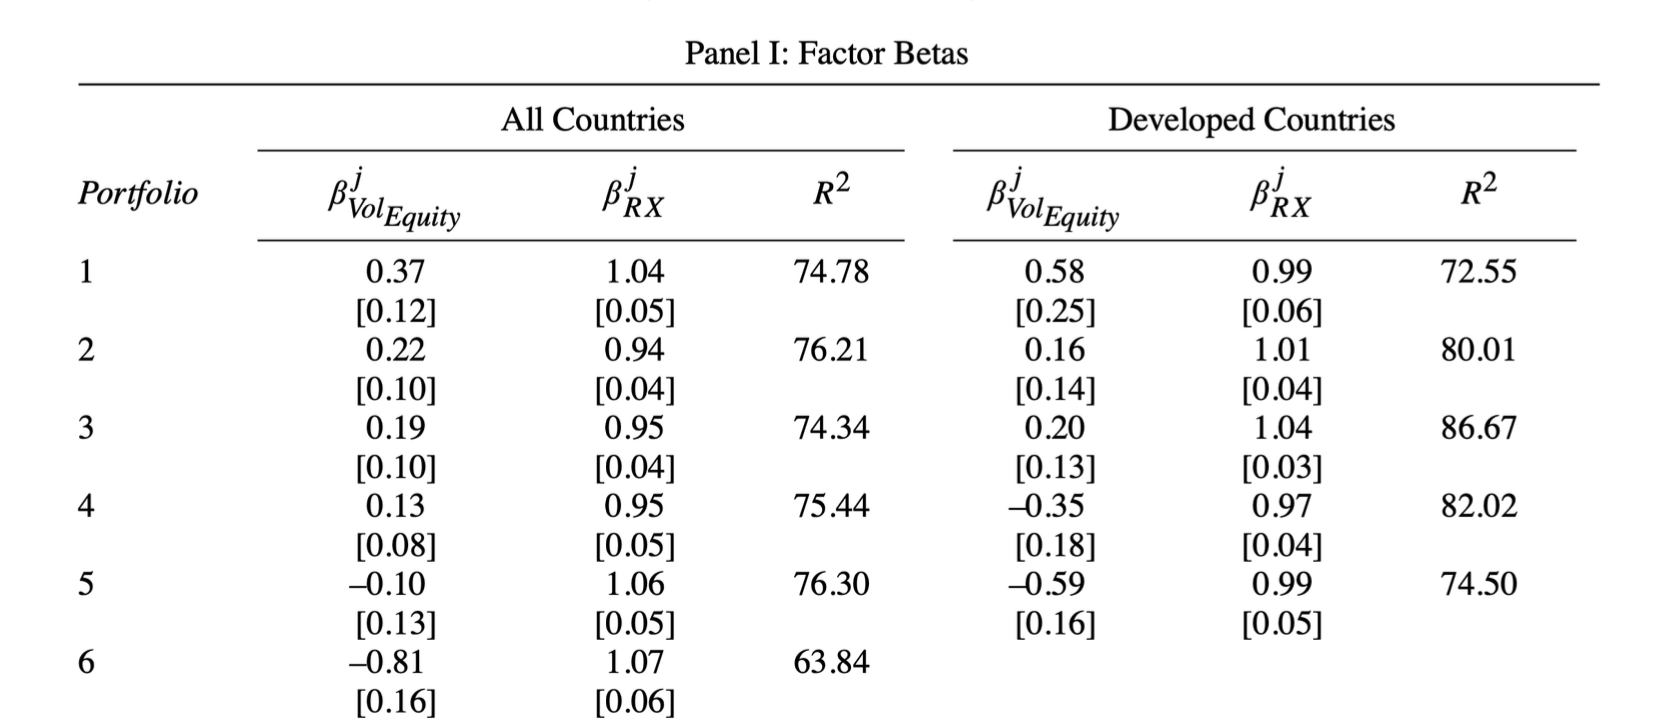 Panel I: Factor Betas
All Countries Developed Countries
Portfolio β^j_{Vol_{Equity}} β^j_{RX} R^2 β^j_{Vol_{Equity}} β^j_{RX} R^2
1 0.37 1.04 74.78 0.58 0.99 72.55
[0.12] [0.05] [0.25] [0.06]
2 0.22 0.94 76.21 0.16 1.01 80.01
[0.10] [0.04] [0.14] [0.04]
3 0.19 0.95 74.34 0.20 1.04 86.67
[0.10] [0.04] [0.13] [0.03]
4 0.13 0.95 75.44 –0.35 0.97 82.02
[0.08] [0.05] [0.18] [0.04]
5 –0.10 1.06 76.30 –0.59 0.99 74.50
[0.13] [0.05] [0.16] [0.05]
6 –0.81 1.07 63.84
[0.16] [0.06]